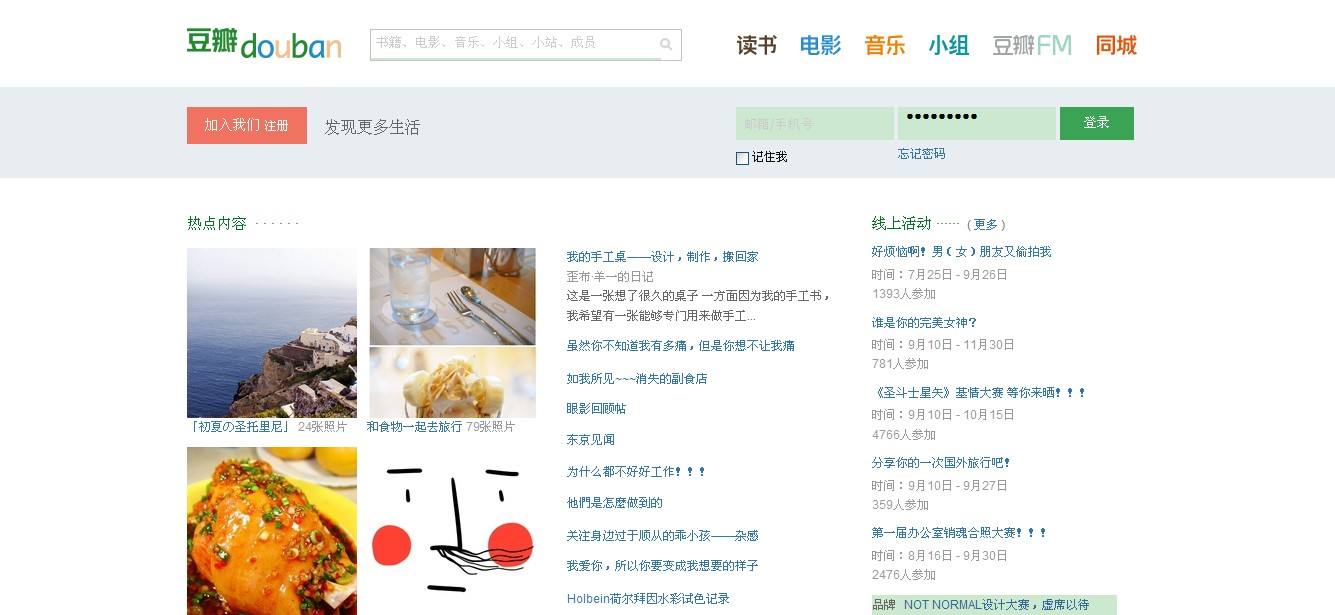 豆瓣douban
书籍、电影、音乐、小组、小站、成员
读书 电影 音乐 小组 豆瓣FM 同城
加入我们 注册 发现更多生活
邮箱/手机号 ●●●●●●●●● 登录
记住我 忘记密码
热点内容 · · · · · ·
「初夏の圣托里尼」 24张照片
和食物一起去旅行 79张照片
我的手工桌——设计，制作，搬回家
歪布·羊一的日记
这是一张想了很久的桌子 一方面因为我的手工书，
我希望有一张能够专门用来做手工...
虽然你不知道我有多痛，但是你想不让我痛
如我所见~~~消失的副食店
眼影回顾帖
东京见闻
为什么都不好好工作！！！
他們是怎麼做到的
关注身边过于顺从的乖小孩——杂感
我爱你，所以你要变成我想要的样子
Holbein荷尔拜因水彩试色记录
线上活动 ······ （更多）
好烦恼啊！男（女）朋友又偷拍我
时间：7月25日 - 9月26日
1393人参加
谁是你的完美女神？
时间：9月10日 - 11月30日
781人参加
《圣斗士星矢》基情大赛 等你来晒！！！
时间：9月10日 - 10月15日
4766人参加
分享你的一次国外旅行吧！
时间：9月10日 - 9月27日
359人参加
第一届办公室销魂合照大赛！！！
时间：8月16日 - 9月30日
2476人参加
品牌 NOT NORMAL设计大赛，虚席以待